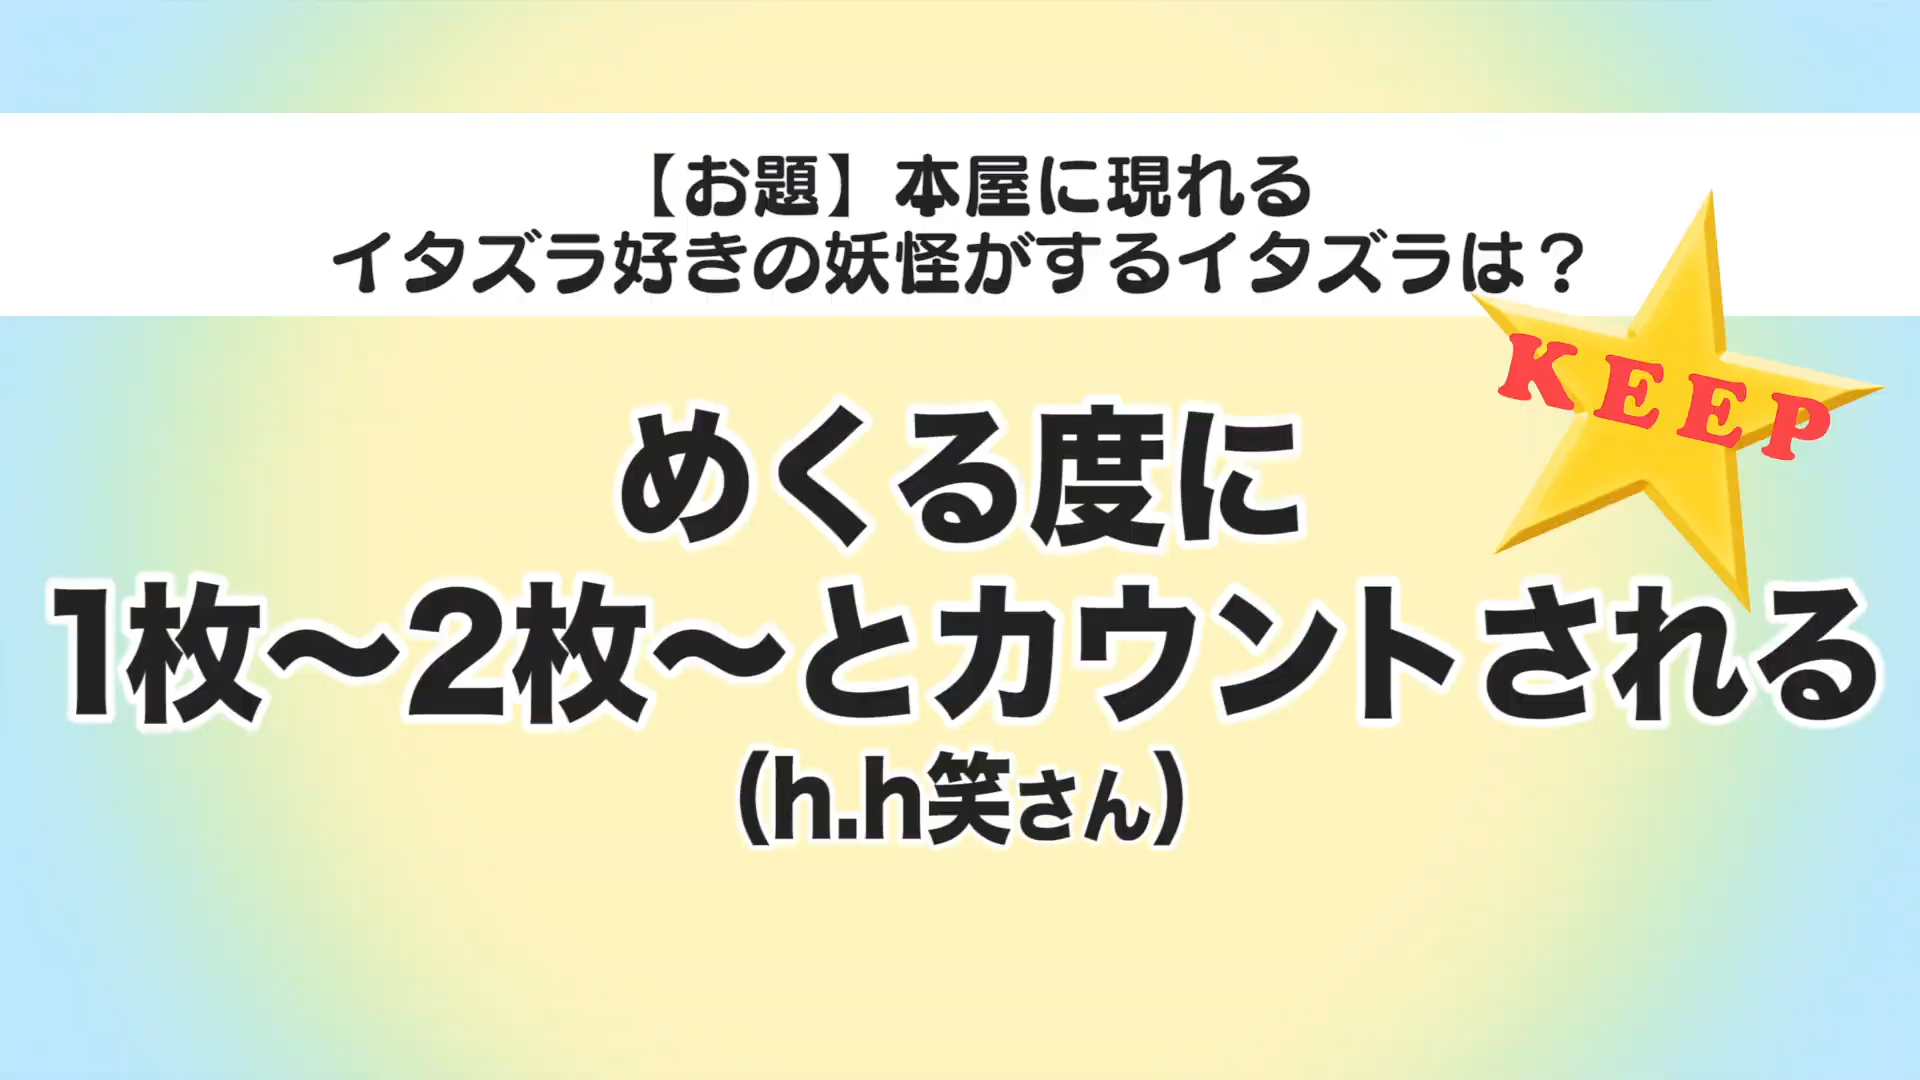 【お題】本屋に現れる
イタズラ好きの妖怪がするイタズラは？
KEEP
めくる度に
1枚〜2枚〜とカウントされる
(h.h笑さん)